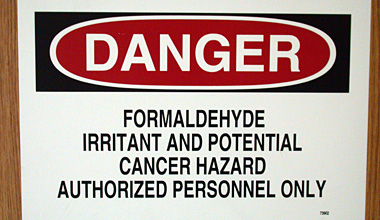 DANGER
FORMALDEHYDE
IRRITANT AND POTENTIAL
CANCER HAZARD
AUTHORIZED PERSONNEL ONLY